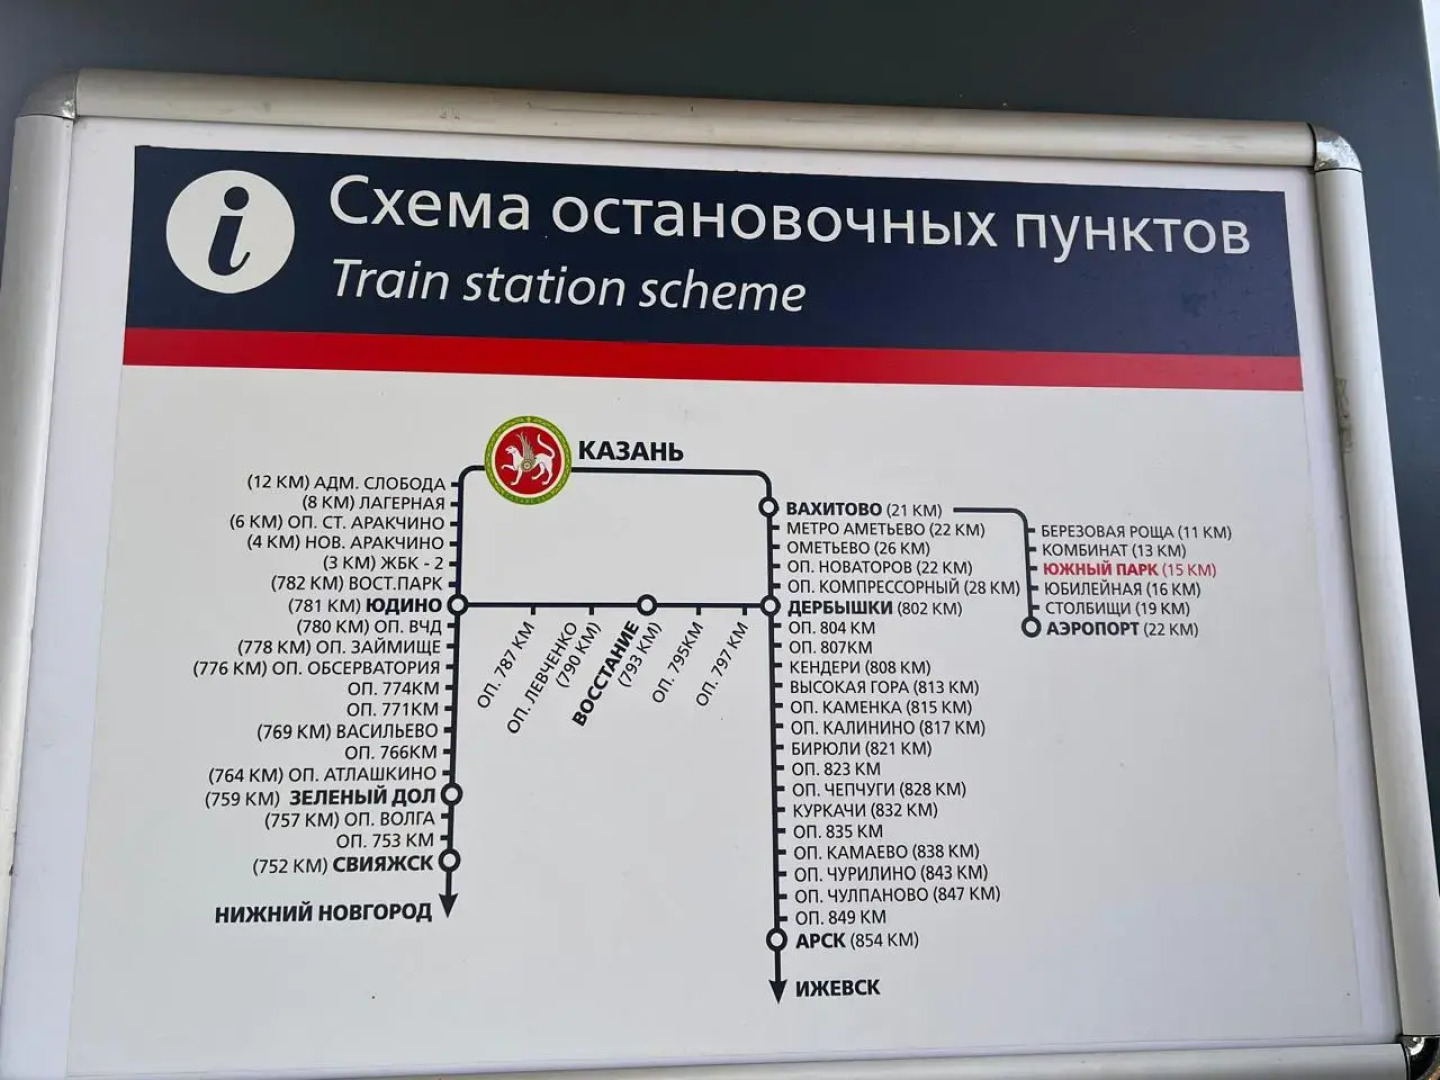 i
Схема остановочных пунктов
Train station scheme
КАЗАНЬ
(12 КМ) АДМ. СЛОБОДА
(8 КМ) ЛАГЕРНАЯ
(6 КМ) ОП. СТ. АРАКЧИНО
(4 КМ) НОВ. АРАКЧИНО
(3 КМ) ЖБК - 2
(782 КМ) ВОСТ.ПАРК
(781 КМ) ЮДИНО
(780 КМ) ОП. ВЧД
(778 КМ) ОП. ЗАЙМИЩЕ
(776 КМ) ОП. ОБСЕРВАТОРИЯ
ОП. 774КМ
ОП. 771КМ
(769 КМ) ВАСИЛЬЕВО
ОП. 766КМ
(764 КМ) ОП. АТЛАШКИНО
(759 КМ) ЗЕЛЕНЫЙ ДОЛ
(757 КМ) ОП. ВОЛГА
ОП. 753 КМ
(752 КМ) СВИЯЖСК
НИЖНИЙ НОВГОРОД
ОП. 787 КМ
ОП. ЛЕВЧЕНКО
(790 КМ)
ВОССТАНИЕ
(793 КМ)
ОП. 795КМ
ОП. 797 КМ
ВАХИТОВО (21 КМ)
МЕТРО АМЕТЬЕВО (22 КМ)
ОМЕТЬЕВО (26 КМ)
ОП. НОВАТОРОВ (22 КМ)
ОП. КОМПРЕССОРНЫЙ (28 КМ)
ДЕРБЫШКИ (802 КМ)
ОП. 804 КМ
ОП. 807КМ
КЕНДЕРИ (808 КМ)
ВЫСОКАЯ ГОРА (813 КМ)
ОП. КАМЕНКА (815 КМ)
ОП. КАЛИНИНО (817 КМ)
БИРЮЛИ (821 КМ)
ОП. 823 КМ
ОП. ЧЕПЧУГИ (828 КМ)
КУРКАЧИ (832 КМ)
ОП. 835 КМ
ОП. КАМАЕВО (838 КМ)
ОП. ЧУРИЛИНО (843 КМ)
ОП. ЧУЛПАНОВО (847 КМ)
ОП. 849 КМ
АРСК (854 КМ)
ИЖЕВСК
БЕРЕЗОВАЯ РОЩА (11 КМ)
КОМБИНАТ (13 КМ)
ЮЖНЫЙ ПАРК (15 КМ)
ЮБИЛЕЙНАЯ (16 КМ)
СТОЛБИЩИ (19 КМ)
АЭРОПОРТ (22 КМ)